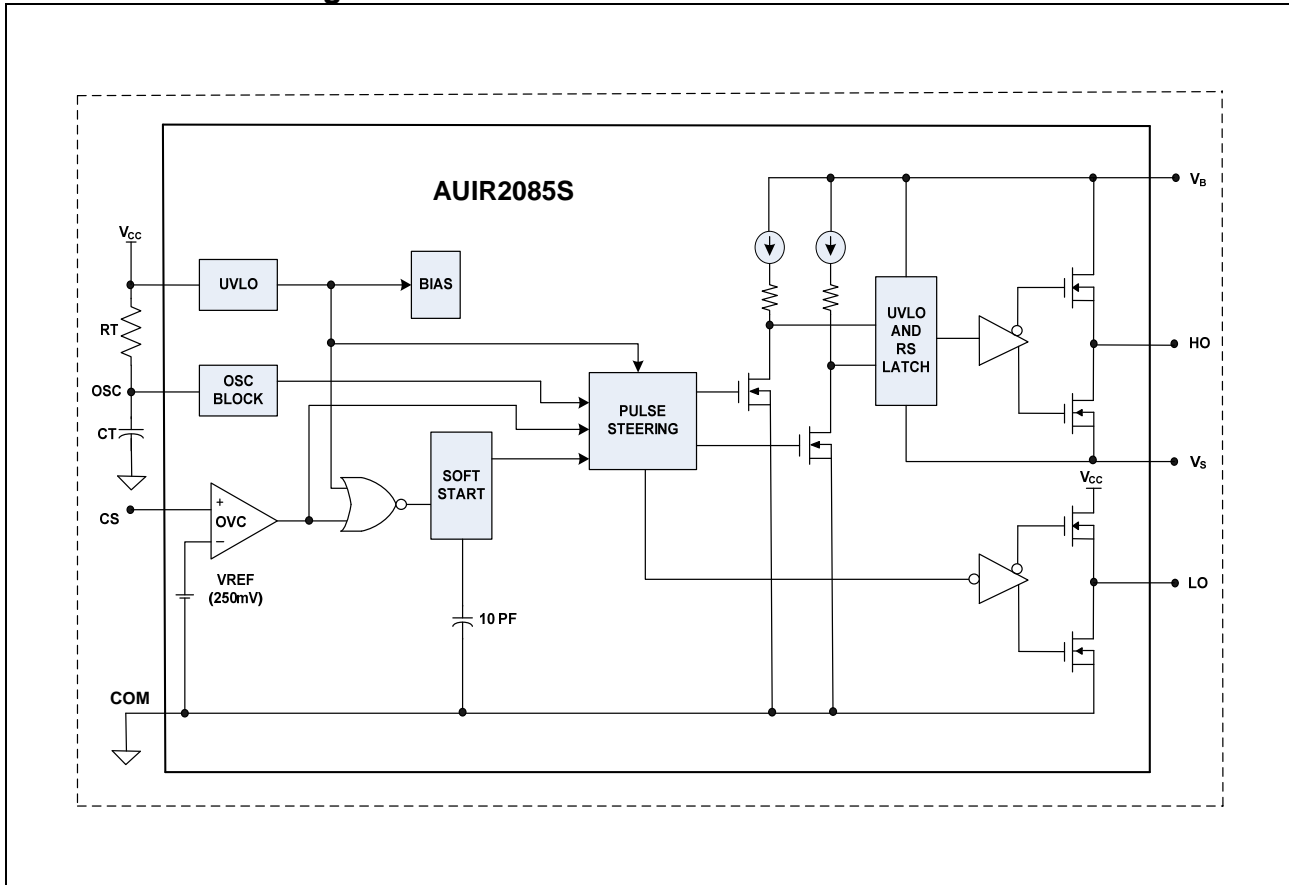 AUIR2085S
VCC
RT
OSC
CT
CS
UVLO
BIAS
OSC
BLOCK
+
OVC
−
VREF
(250mV)
SOFT
START
10 PF
PULSE
STEERING
UVLO
AND
RS
LATCH
VB
HO
VS
VCC
LO
COM